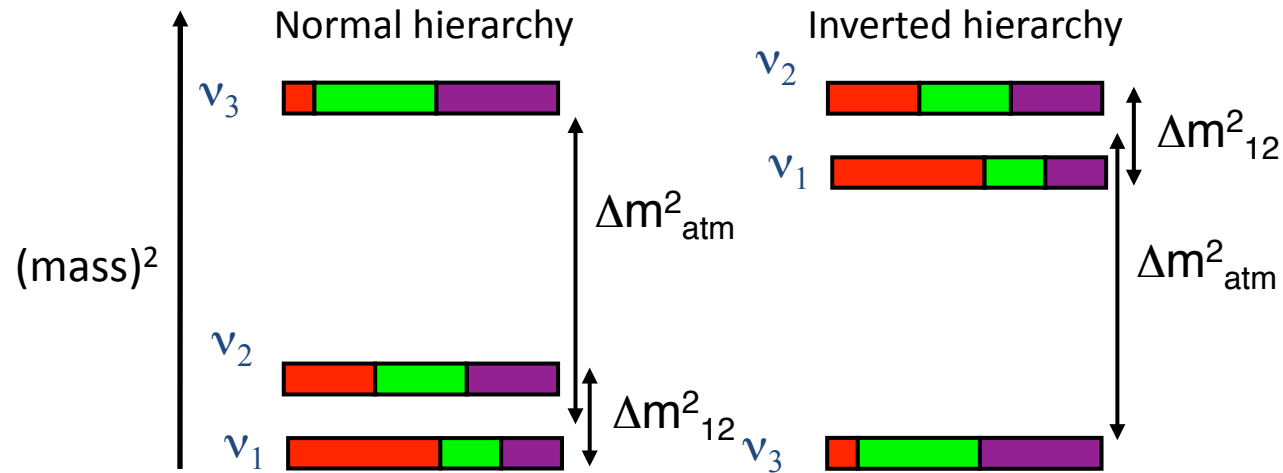 Normal hierarchy
Inverted hierarchy
ν₃
ν₂
Δm²₁₂
ν₁
Δm²atm
(mass)²
Δm²atm
ν₂
Δm²₁₂
ν₁
ν₃